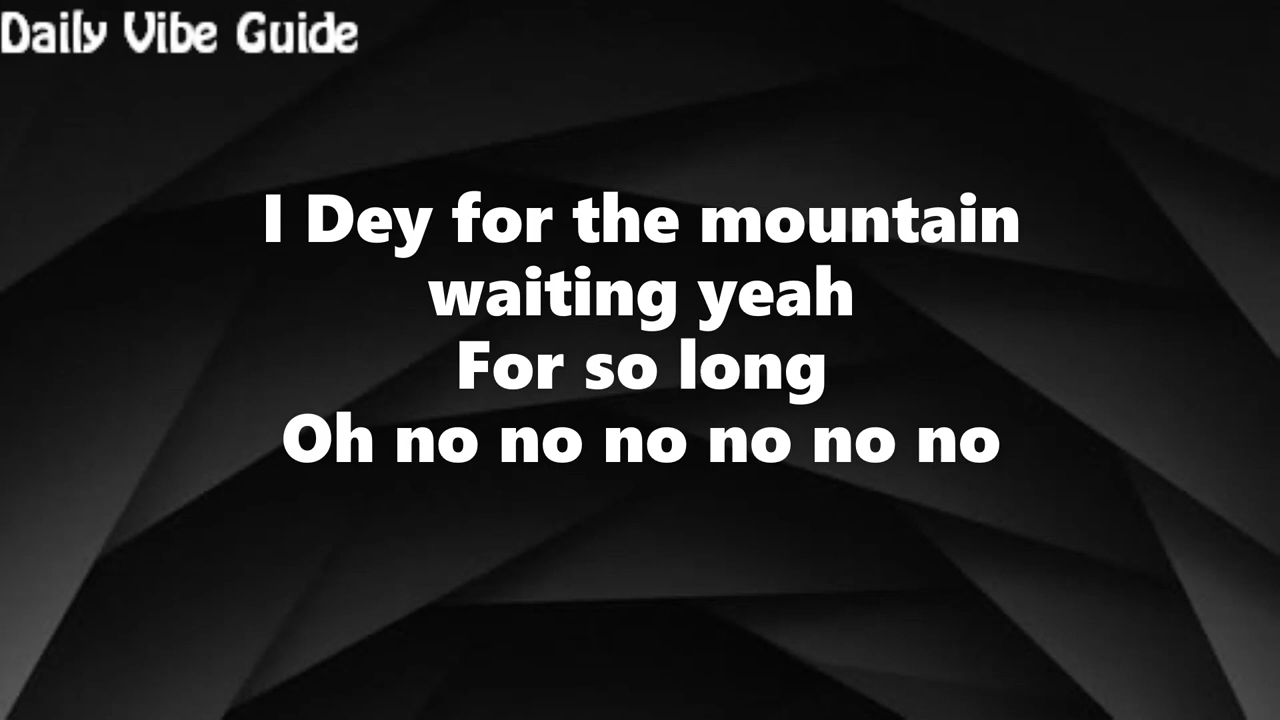 Daily Vibe Guide
I Dey for the mountain
waiting yeah
For so long
Oh no no no no no no